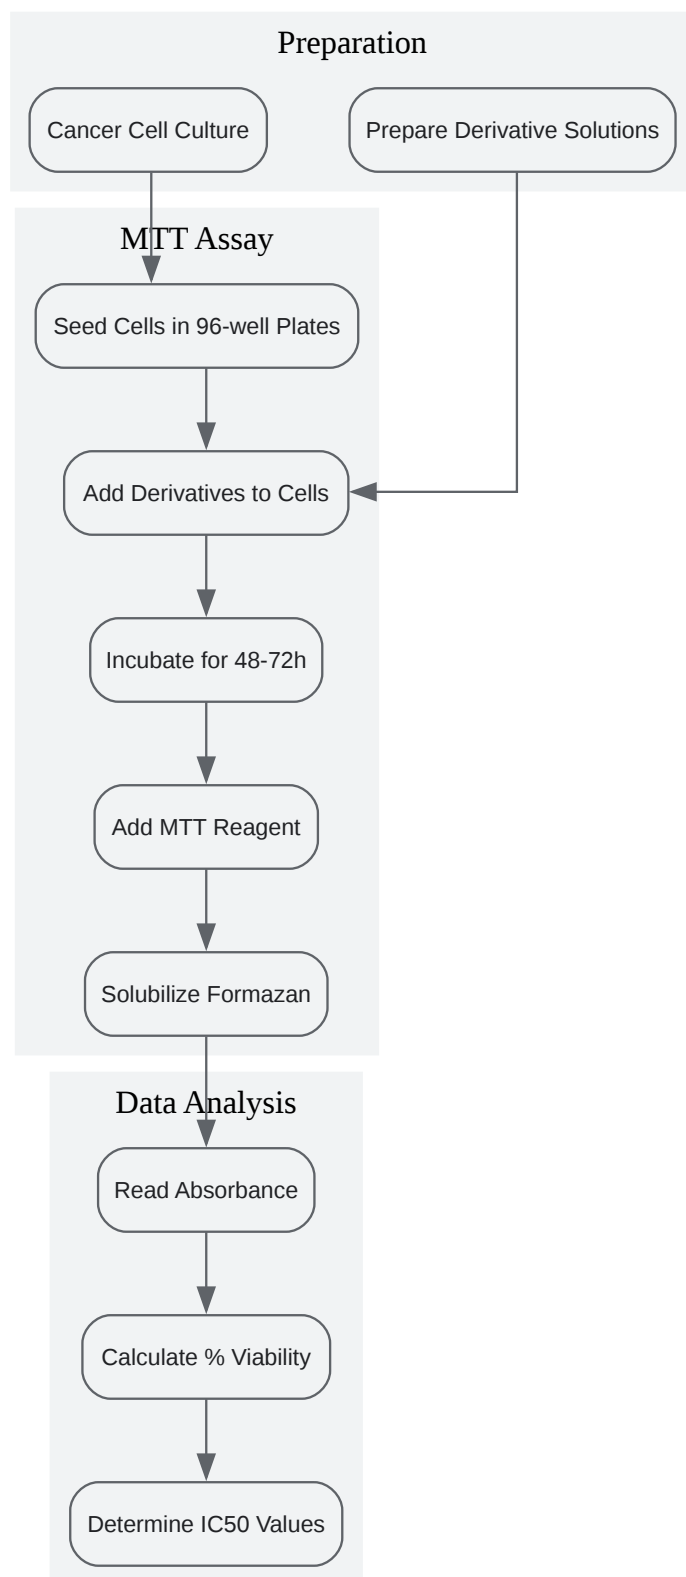 Preparation
Cancer Cell Culture
Prepare Derivative Solutions
MTT Assay
Seed Cells in 96-well Plates
Add Derivatives to Cells
Incubate for 48-72h
Add MTT Reagent
Solubilize Formazan
Data Analysis
Read Absorbance
Calculate % Viability
Determine IC50 Values